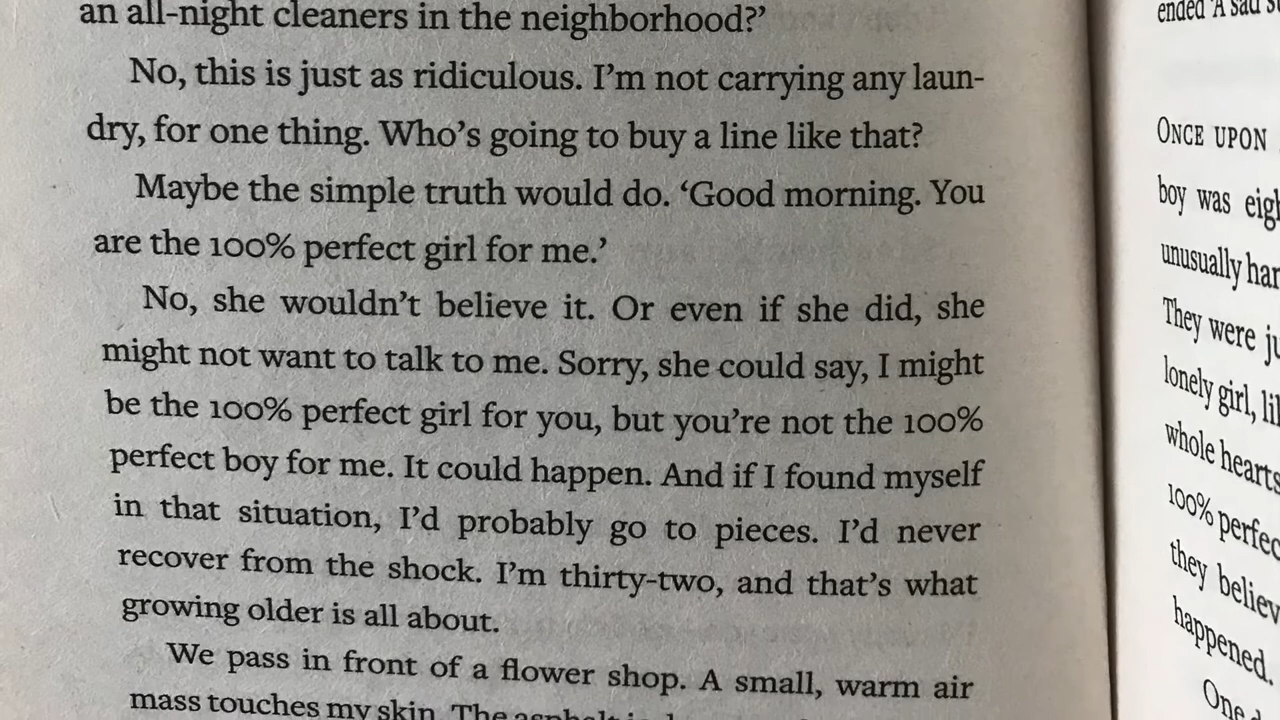 an all-night cleaners in the neighborhood?’
No, this is just as ridiculous. I’m not carrying any laun-
dry, for one thing. Who’s going to buy a line like that?
Maybe the simple truth would do. ‘Good morning. You
are the 100% perfect girl for me.’
No, she wouldn’t believe it. Or even if she did, she
might not want to talk to me. Sorry, she could say, I might
be the 100% perfect girl for you, but you’re not the 100%
perfect boy for me. It could happen. And if I found myself
in that situation, I’d probably go to pieces. I’d never
recover from the shock. I’m thirty-two, and that’s what
growing older is all about.
We pass in front of a flower shop. A small, warm air
mass touches my skin. The asphalt is
ended ‘A sad
ONCE UPON
boy was
unusually
They were
lonely girl,
whole hearts
100%
they
happened.
One